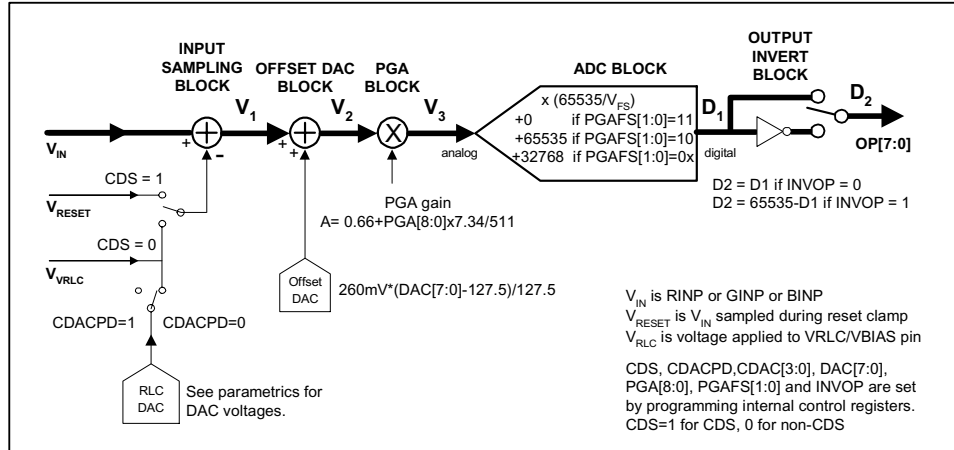 INPUT
SAMPLING
BLOCK
OFFSET DAC
BLOCK
PGA
BLOCK
ADC BLOCK
OUTPUT
INVERT
BLOCK
V1
V2
V3
x (65535/VFS)
+0 if PGAFS[1:0]=11
+65535 if PGAFS[1:0]=10
+32768 if PGAFS[1:0]=0x
D1
D2
VIN
+
-
+
+
X
analog
digital
OP[7:0]
CDS = 1
VRESET
PGA gain
A= 0.66+PGA[8:0]x7.34/511
D2 = D1 if INVOP = 0
D2 = 65535-D1 if INVOP = 1
CDS = 0
VVRLC
Offset
DAC
260mV*(DAC[7:0]-127.5)/127.5
CDACPD=1
CDACPD=0
VIN is RINP or GINP or BINP
VRESET is VIN sampled during reset clamp
VRLC is voltage applied to VRLC/VBIAS pin
RLC
DAC
See parametrics for
DAC voltages.
CDS, CDACPD,CDAC[3:0], DAC[7:0],
PGA[8:0], PGAFS[1:0] and INVOP are set
by programming internal control registers.
CDS=1 for CDS, 0 for non-CDS